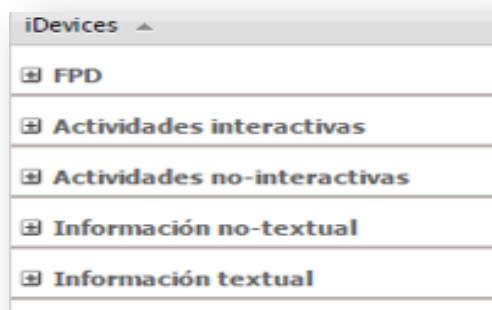 iDevices
FPD
Actividades interactivas
Actividades no-interactivas
Información no-textual
Información textual